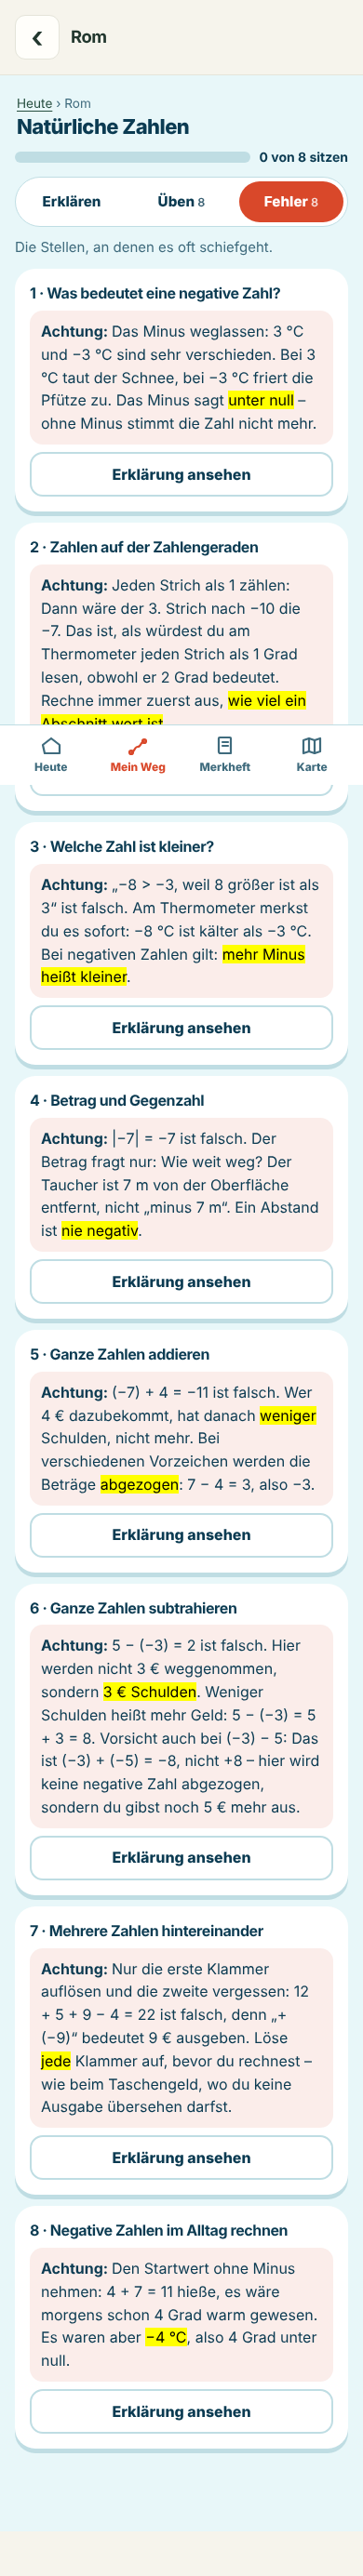 Rom
Heute › Rom
Natürliche Zahlen
0 von 8 sitzen
Erklären
Üben 8
Fehler 8
Die Stellen, an denen es oft schiefgeht.
1 · Was bedeutet eine negative Zahl?
Achtung: Das Minus weglassen: 3 °C
und −3 °C sind sehr verschieden. Bei 3
°C taut der Schnee, bei −3 °C friert die
Pfütze zu. Das Minus sagt unter null –
ohne Minus stimmt die Zahl nicht mehr.
Erklärung ansehen
2 · Zahlen auf der Zahlengeraden
Achtung: Jeden Strich als 1 zählen:
Dann wäre der 3. Strich nach −10 die
−7. Das ist, als würdest du am
Thermometer jeden Strich als 1 Grad
lesen, obwohl er 2 Grad bedeutet.
Rechne immer zuerst aus, wie viel ein
Abschnitt wert ist
Heute
Mein Weg
Merkheft
Karte
3 · Welche Zahl ist kleiner?
Achtung: „−8 > −3, weil 8 größer ist als
3“ ist falsch. Am Thermometer merkst
du es sofort: −8 °C ist kälter als −3 °C.
Bei negativen Zahlen gilt: mehr Minus
heißt kleiner.
Erklärung ansehen
4 · Betrag und Gegenzahl
Achtung: |−7| = −7 ist falsch. Der
Betrag fragt nur: Wie weit weg? Der
Taucher ist 7 m von der Oberfläche
entfernt, nicht „minus 7 m“. Ein Abstand
ist nie negativ.
Erklärung ansehen
5 · Ganze Zahlen addieren
Achtung: (−7) + 4 = −11 ist falsch. Wer
4 € dazubekommt, hat danach weniger
Schulden, nicht mehr. Bei
verschiedenen Vorzeichen werden die
Beträge abgezogen: 7 − 4 = 3, also −3.
Erklärung ansehen
6 · Ganze Zahlen subtrahieren
Achtung: 5 − (−3) = 2 ist falsch. Hier
werden nicht 3 € weggenommen,
sondern 3 € Schulden. Weniger
Schulden heißt mehr Geld: 5 − (−3) = 5
+ 3 = 8. Vorsicht auch bei (−3) − 5: Das
ist (−3) + (−5) = −8, nicht +8 – hier wird
keine negative Zahl abgezogen,
sondern du gibst noch 5 € mehr aus.
Erklärung ansehen
7 · Mehrere Zahlen hintereinander
Achtung: Nur die erste Klammer
auflösen und die zweite vergessen: 12
+ 5 + 9 − 4 = 22 ist falsch, denn „+
(−9)“ bedeutet 9 € ausgeben. Löse
jede Klammer auf, bevor du rechnest –
wie beim Taschengeld, wo du keine
Ausgabe übersehen darfst.
Erklärung ansehen
8 · Negative Zahlen im Alltag rechnen
Achtung: Den Startwert ohne Minus
nehmen: 4 + 7 = 11 hieße, es wäre
morgens schon 4 Grad warm gewesen.
Es waren aber −4 °C, also 4 Grad unter
null.
Erklärung ansehen